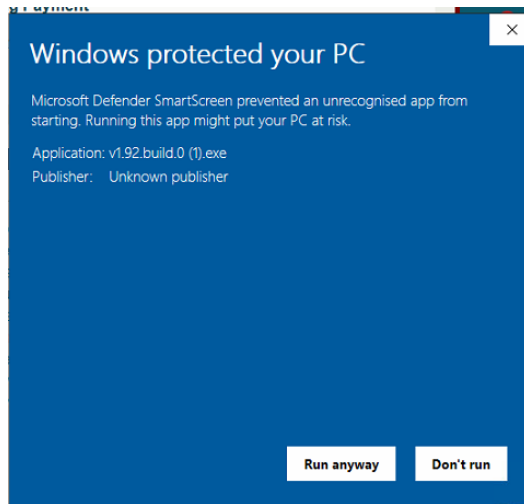 g Payment
Windows protected your PC
Microsoft Defender SmartScreen prevented an unrecognised app from
starting. Running this app might put your PC at risk.
Application: v1.92.build.0 (1).exe
Publisher: Unknown publisher
Run anyway
Don't run